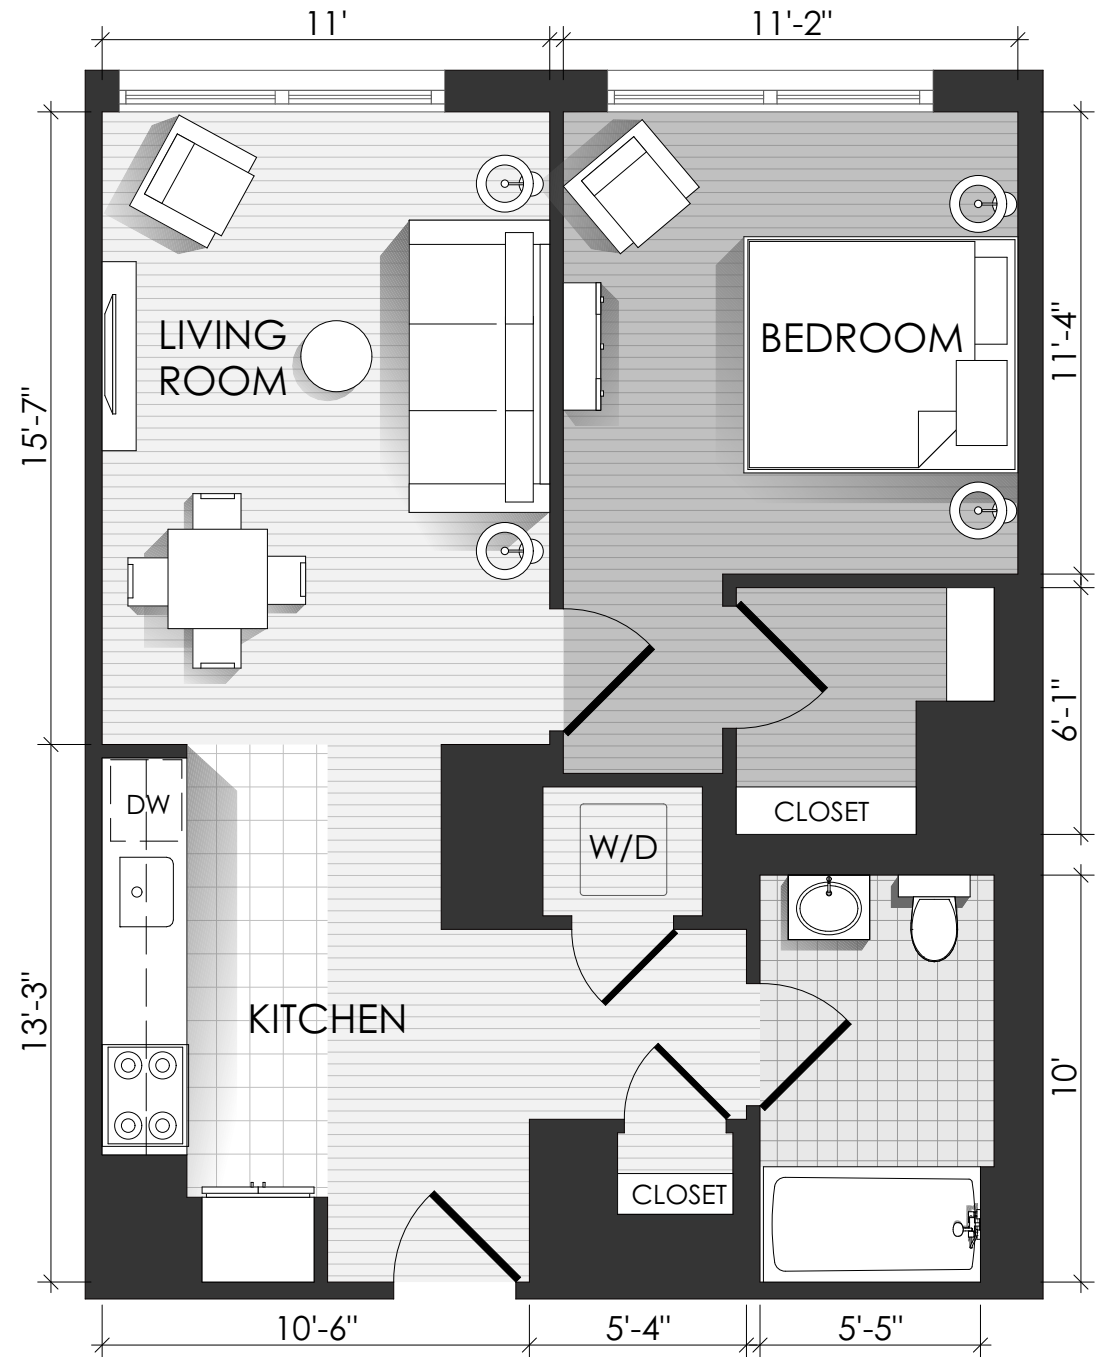 11'
11'-2"
LIVING
ROOM
BEDROOM
15'-7"
11'-4"
6'-1"
DW
CLOSET
W/D
KITCHEN
13'-3"
10'
CLOSET
10'-6"
5'-4"
5'-5"